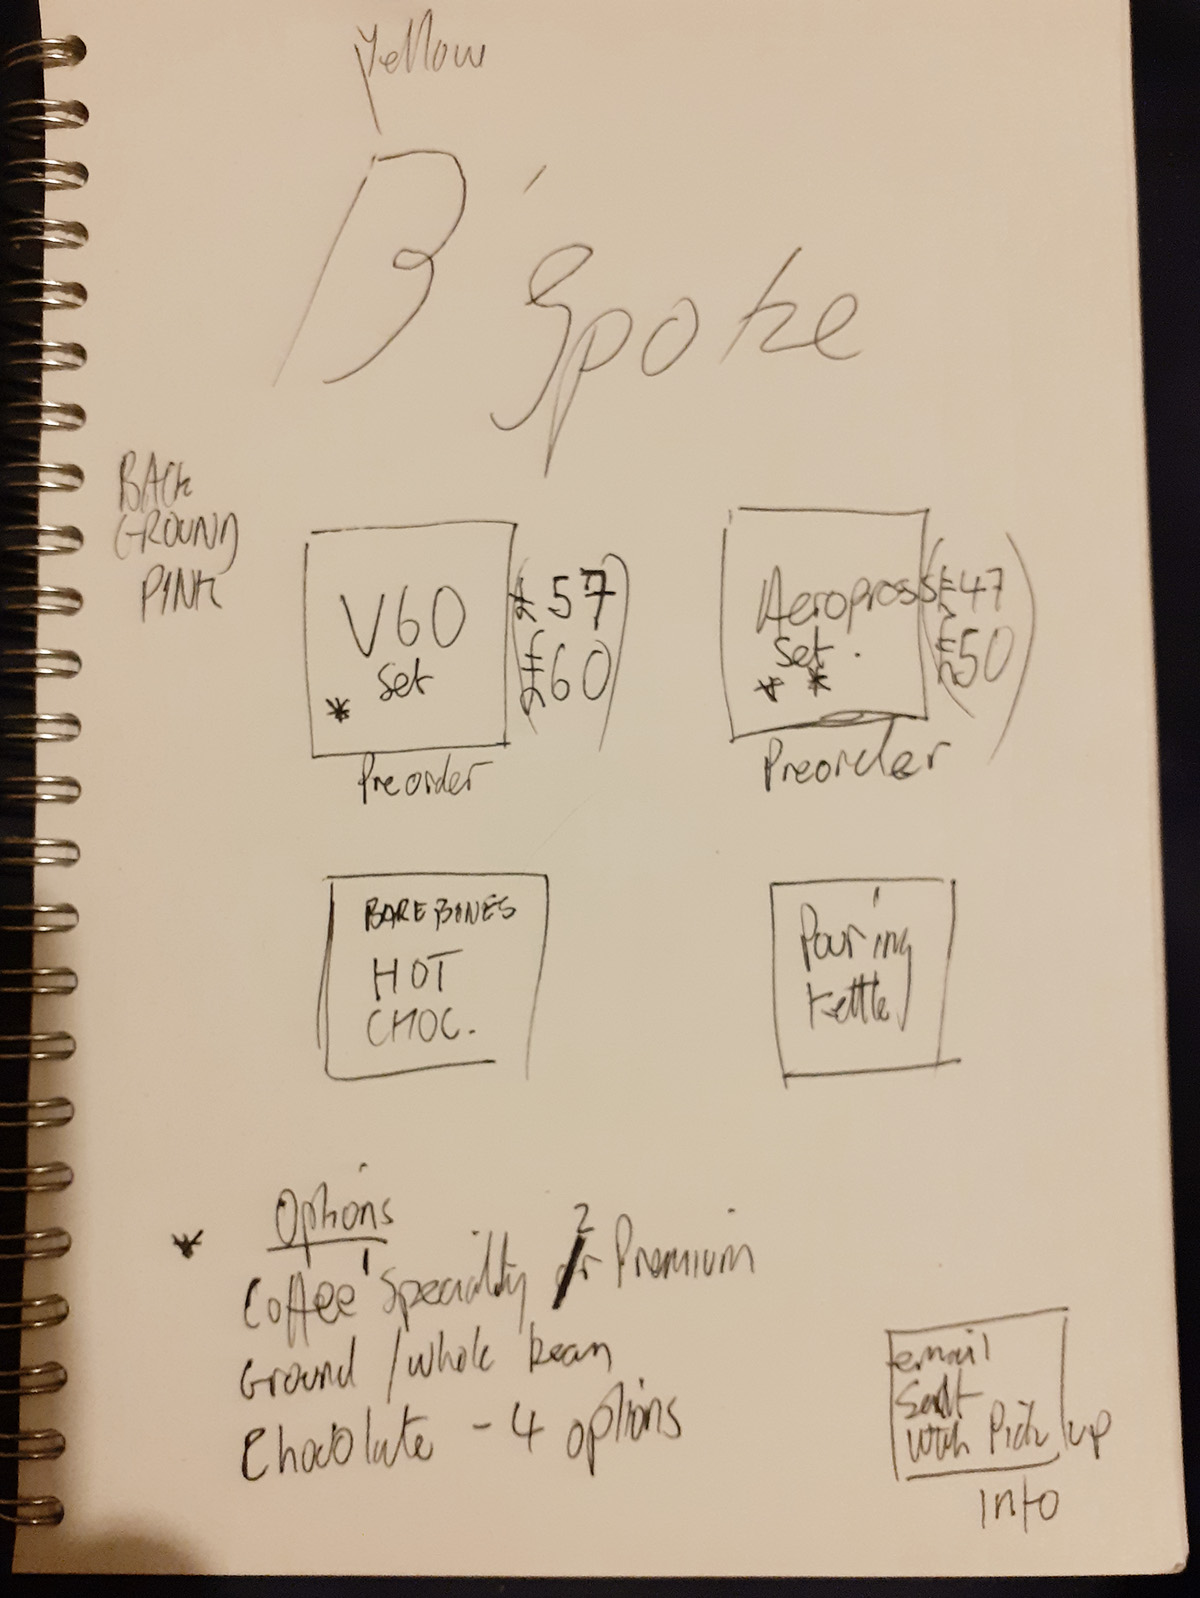 Yellow
B'Spoke
BACK
GROUND
PINK
V60
set
*
£57
£60
Preorder
Aeropress
set.
* *
£47
£50
Preorder
BARE BONES
HOT
CHOC.
Pouring
kettle
* Options
Coffee 1 Speciality 2 Premium
Ground / whole bean
Chocolate - 4 options
email
Sent
with Pick up
info